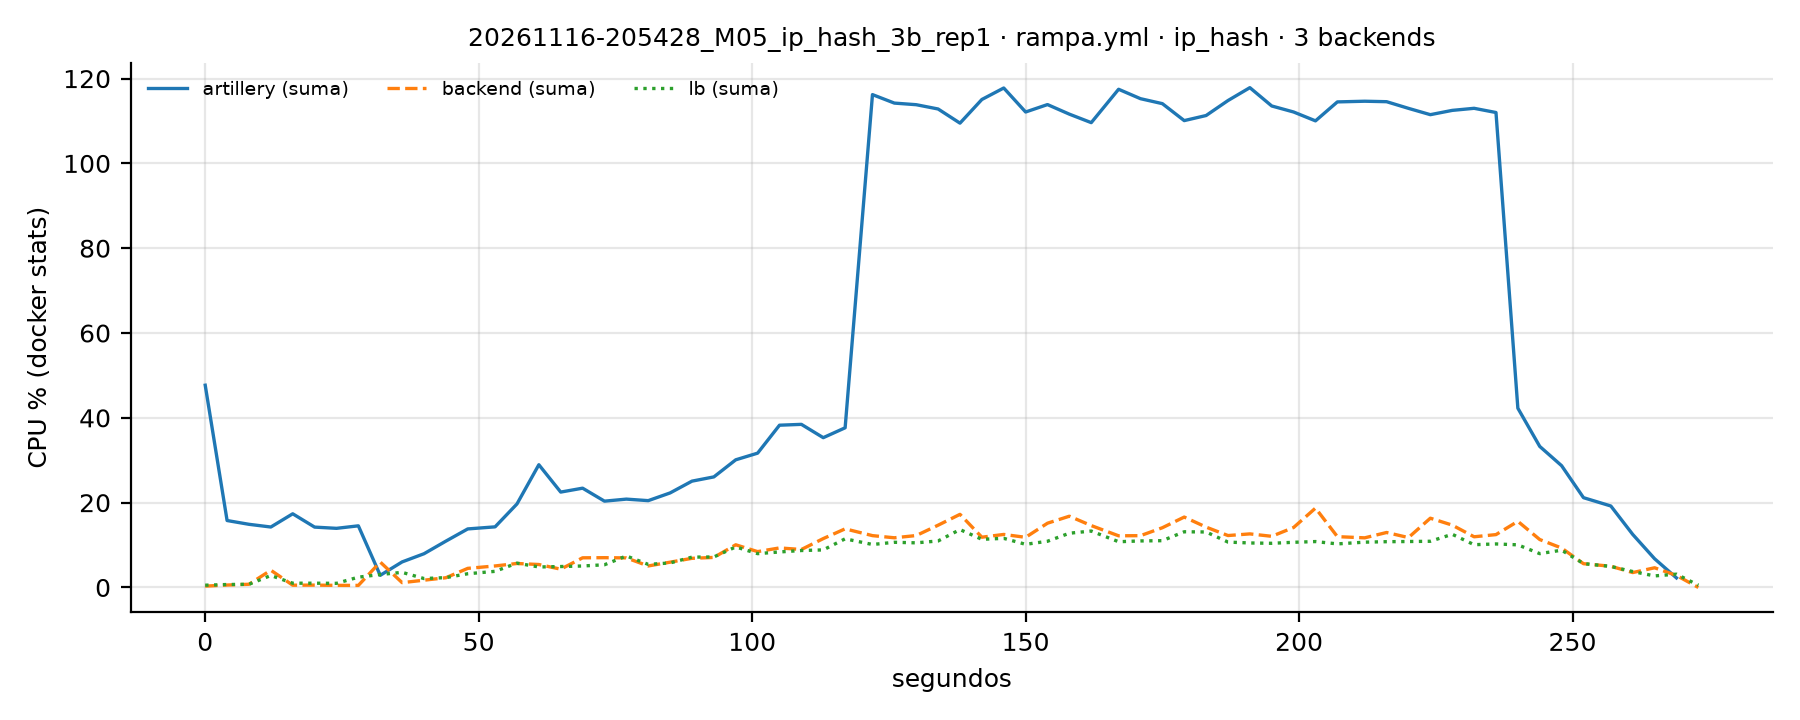 20261116-205428_M05_ip_hash_3b_rep1 · rampa.yml · ip_hash · 3 backends
artillery (suma) backend (suma) lb (suma)
CPU % (docker stats)
120
100
80
60
40
20
0
0 50 100 150 200 250
segundos